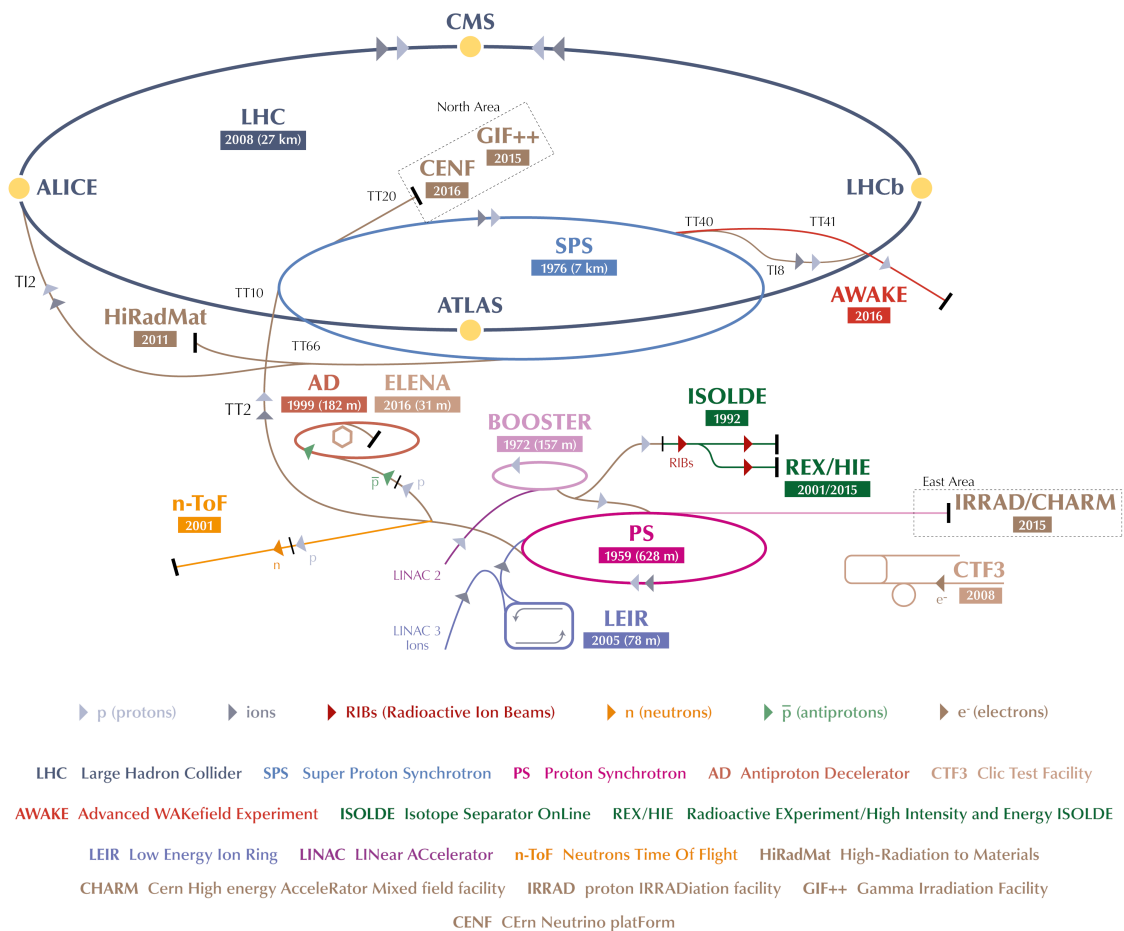 CMS
LHC
2008 (27 km)
North Area
GIF++
2015
CENF
2016
TT20
ALICE
LHCb
TT40
TT41
SPS
1976 (7 km)
TI8
TI2
TT10
AWAKE
2016
ATLAS
HiRadMat
2011
TT66
AD
1999 (182 m)
ELENA
2016 (31 m)
TT2
BOOSTER
1972 (157 m)
ISOLDE
1992
RIBs
REX/HIE
2001/2015
p̅
p
East Area
IRRAD/CHARM
2015
n-ToF
2001
n
p
PS
1959 (628 m)
LINAC 2
CTF3
2008
e-
LINAC 3
Ions
LEIR
2005 (78 m)
p (protons) ions RIBs (Radioactive Ion Beams) n (neutrons) p̅ (antiprotons) e- (electrons)
LHC Large Hadron Collider SPS Super Proton Synchrotron PS Proton Synchrotron AD Antiproton Decelerator CTF3 Clic Test Facility
AWAKE Advanced WAKefield Experiment ISOLDE Isotope Separator OnLine REX/HIE Radioactive EXperiment/High Intensity and Energy ISOLDE
LEIR Low Energy Ion Ring LINAC LINear ACcelerator n-ToF Neutrons Time Of Flight HiRadMat High-Radiation to Materials
CHARM Cern High energy AcceleRator Mixed field facility IRRAD proton IRRADiation facility GIF++ Gamma Irradiation Facility
CENF CErn Neutrino platForm